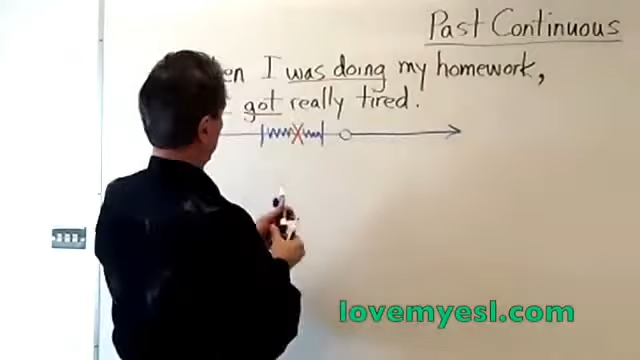 Past Continuous
I was doing my homework,
got really tired.
lovemyesl.com